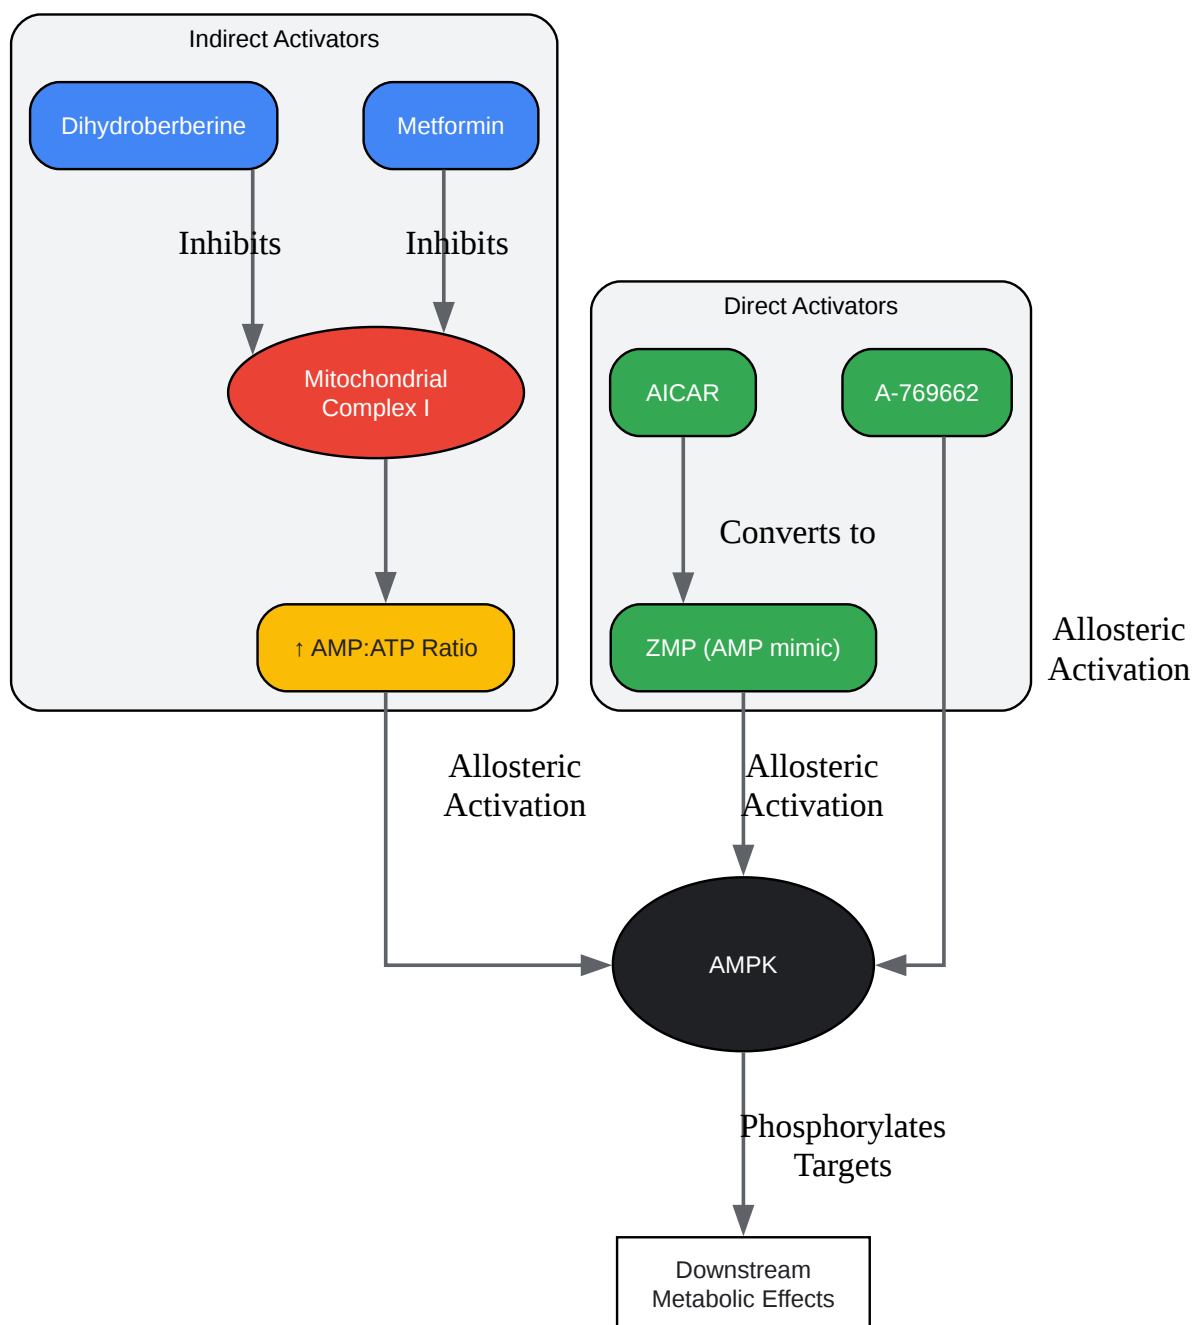 Indirect Activators
Dihydroberberine
Metformin
Inhibits
Inhibits
Mitochondrial
Complex I
↑ AMP:ATP Ratio
Direct Activators
AICAR
A-769662
Converts to
ZMP (AMP mimic)
Allosteric
Activation
Allosteric
Activation
Allosteric
Activation
AMPK
Phosphorylates
Targets
Downstream
Metabolic Effects